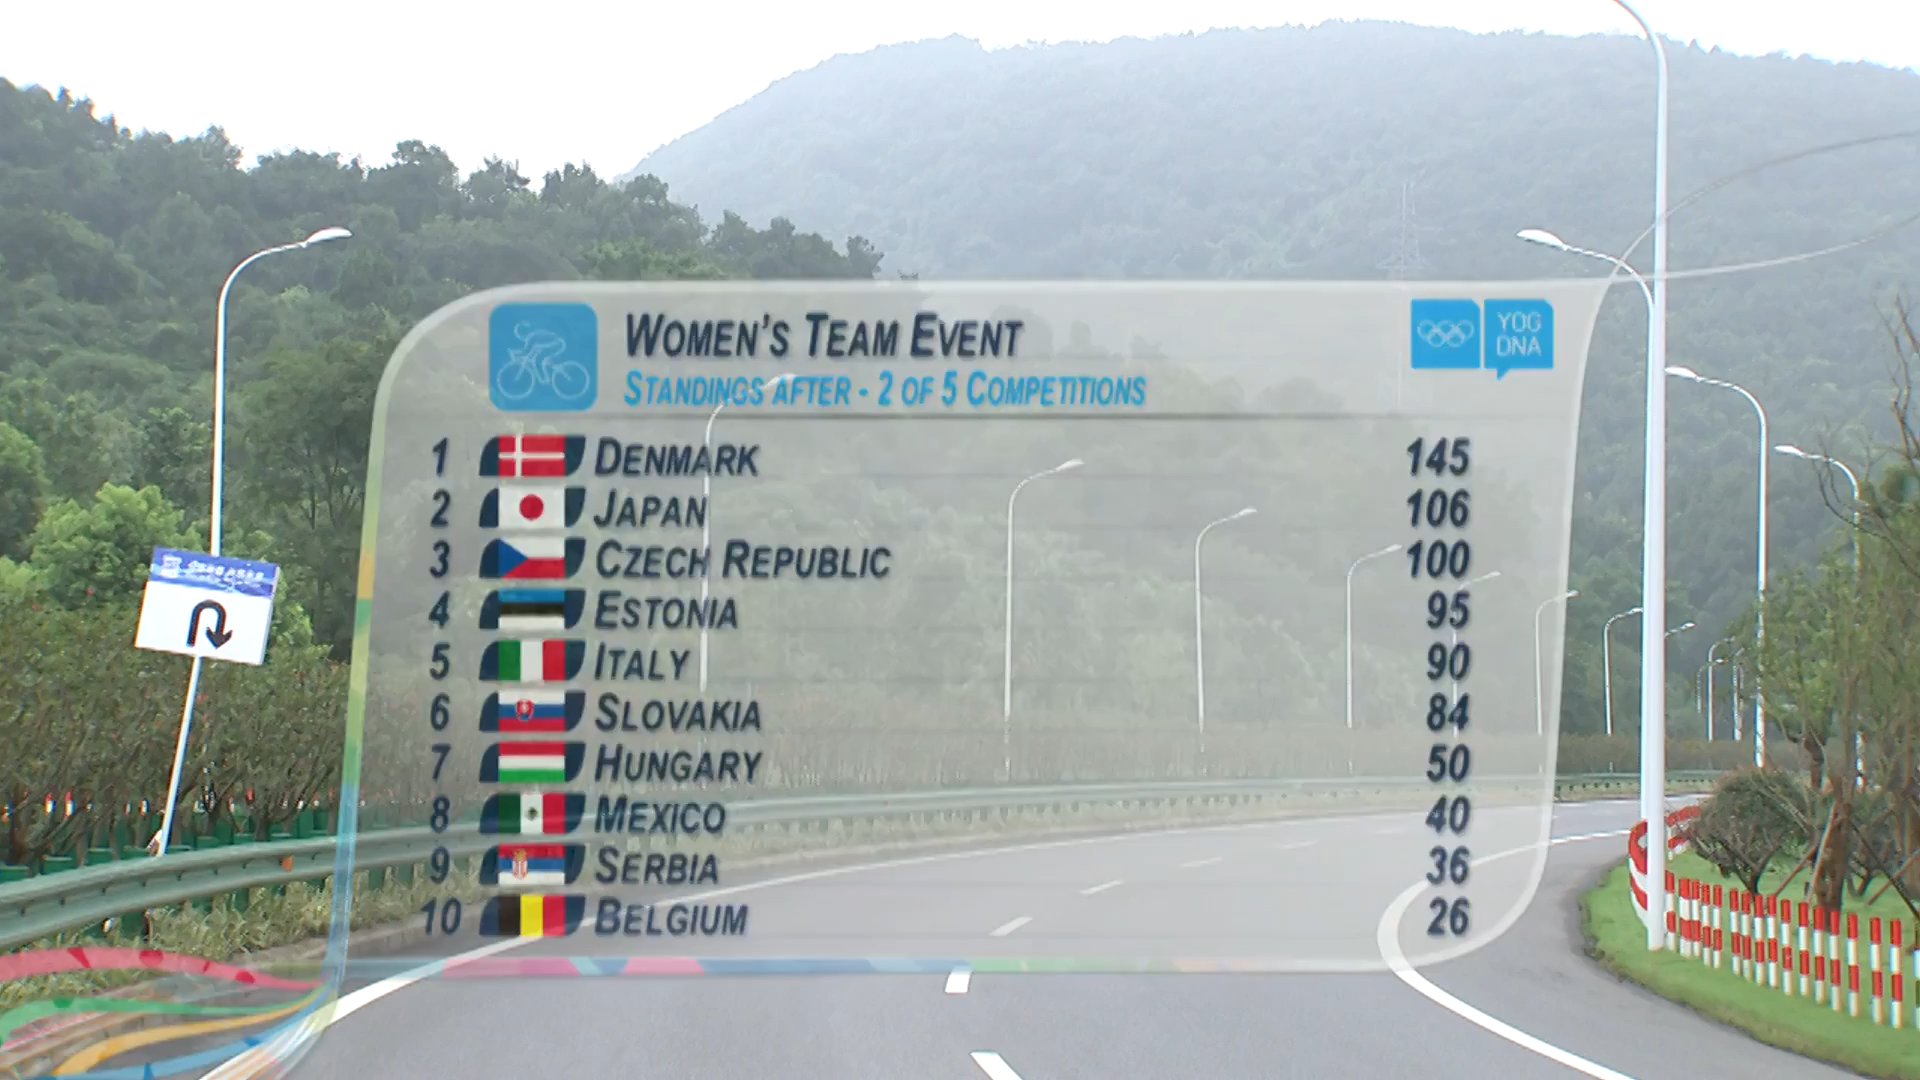 WOMEN'S TEAM EVENT
STANDINGS AFTER - 2 OF 5 COMPETITIONS
YOG
DNA
1 DENMARK 145
2 JAPAN 106
3 CZECH REPUBLIC 100
4 ESTONIA 95
5 ITALY 90
6 SLOVAKIA 84
7 HUNGARY 50
8 MEXICO 40
9 SERBIA 36
10 BELGIUM 26